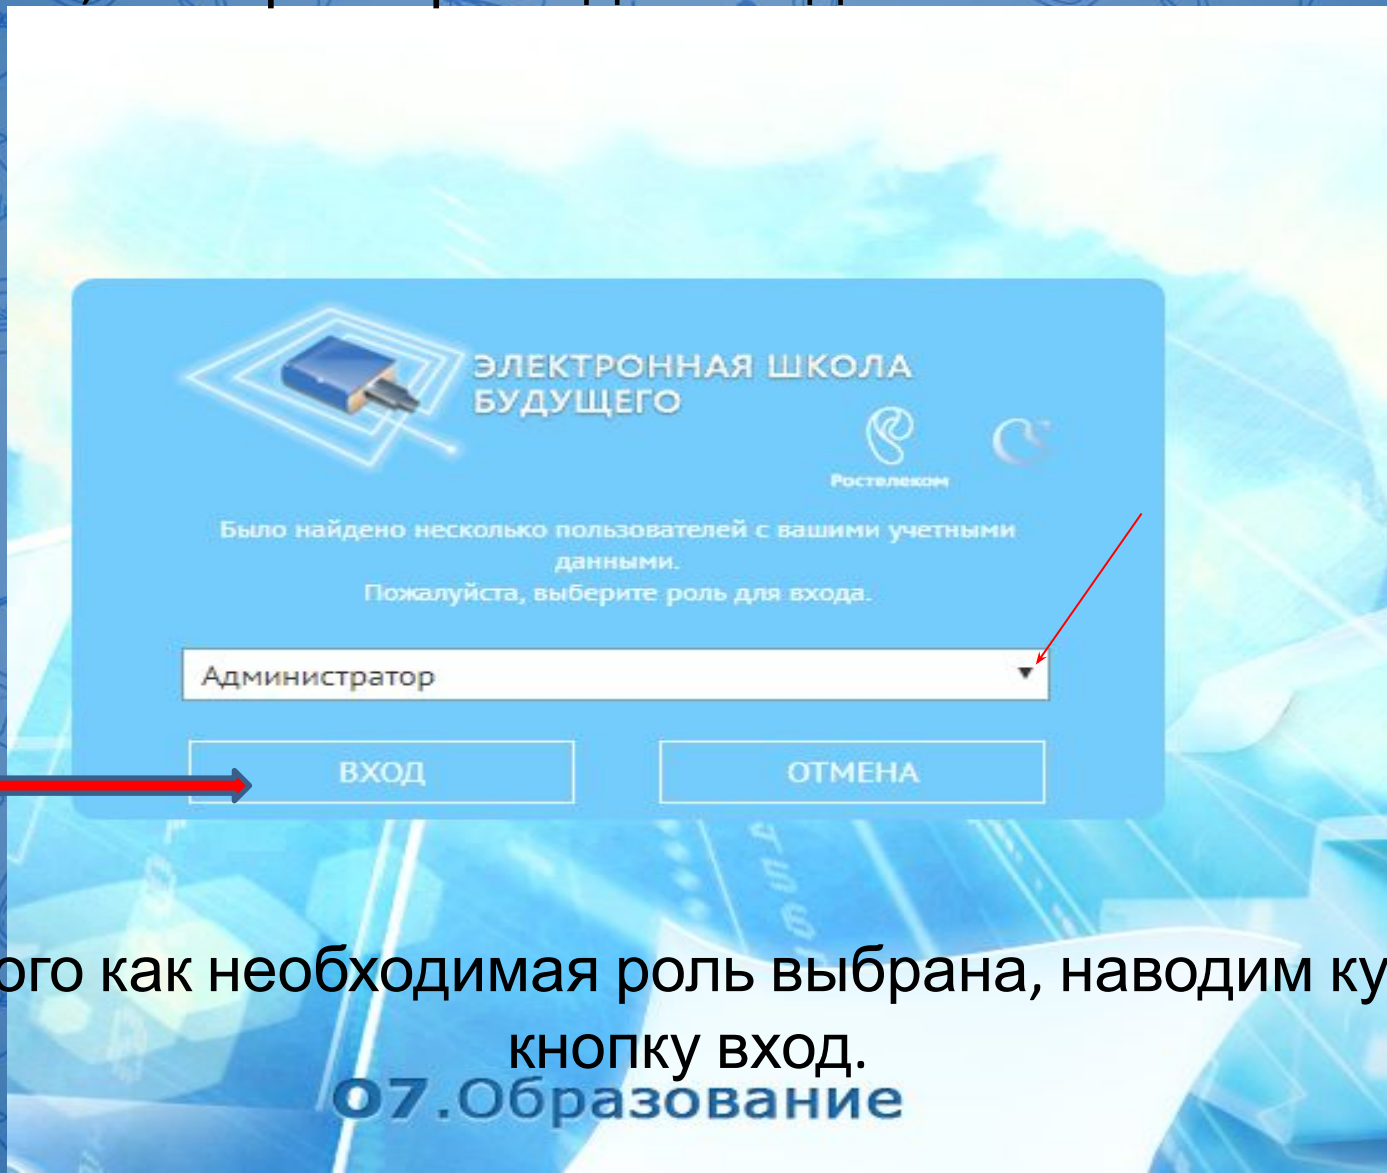 ЭЛЕКТРОННАЯ ШКОЛА
БУДУЩЕГО
Ростелеком
Было найдено несколько пользователей с вашими учетными
данными.
Пожалуйста, выберите роль для входа.
Администратор
ВХОД
ОТМЕНА
ого как необходимая роль выбрана, наводим ку
кнопку вход.
О7.Образование